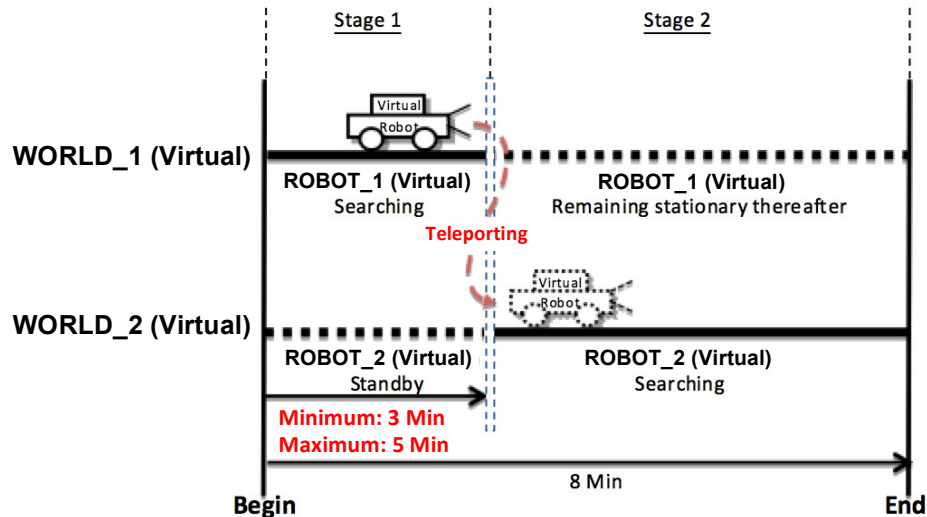 Stage 1
Stage 2
Virtual
Robot
WORLD_1 (Virtual)
ROBOT_1 (Virtual)
Searching
ROBOT_1 (Virtual)
Remaining stationary thereafter
Teleporting
Virtual
Robot
WORLD_2 (Virtual)
ROBOT_2 (Virtual)
Standby
ROBOT_2 (Virtual)
Searching
Minimum: 3 Min
Maximum: 5 Min
8 Min
Begin
End